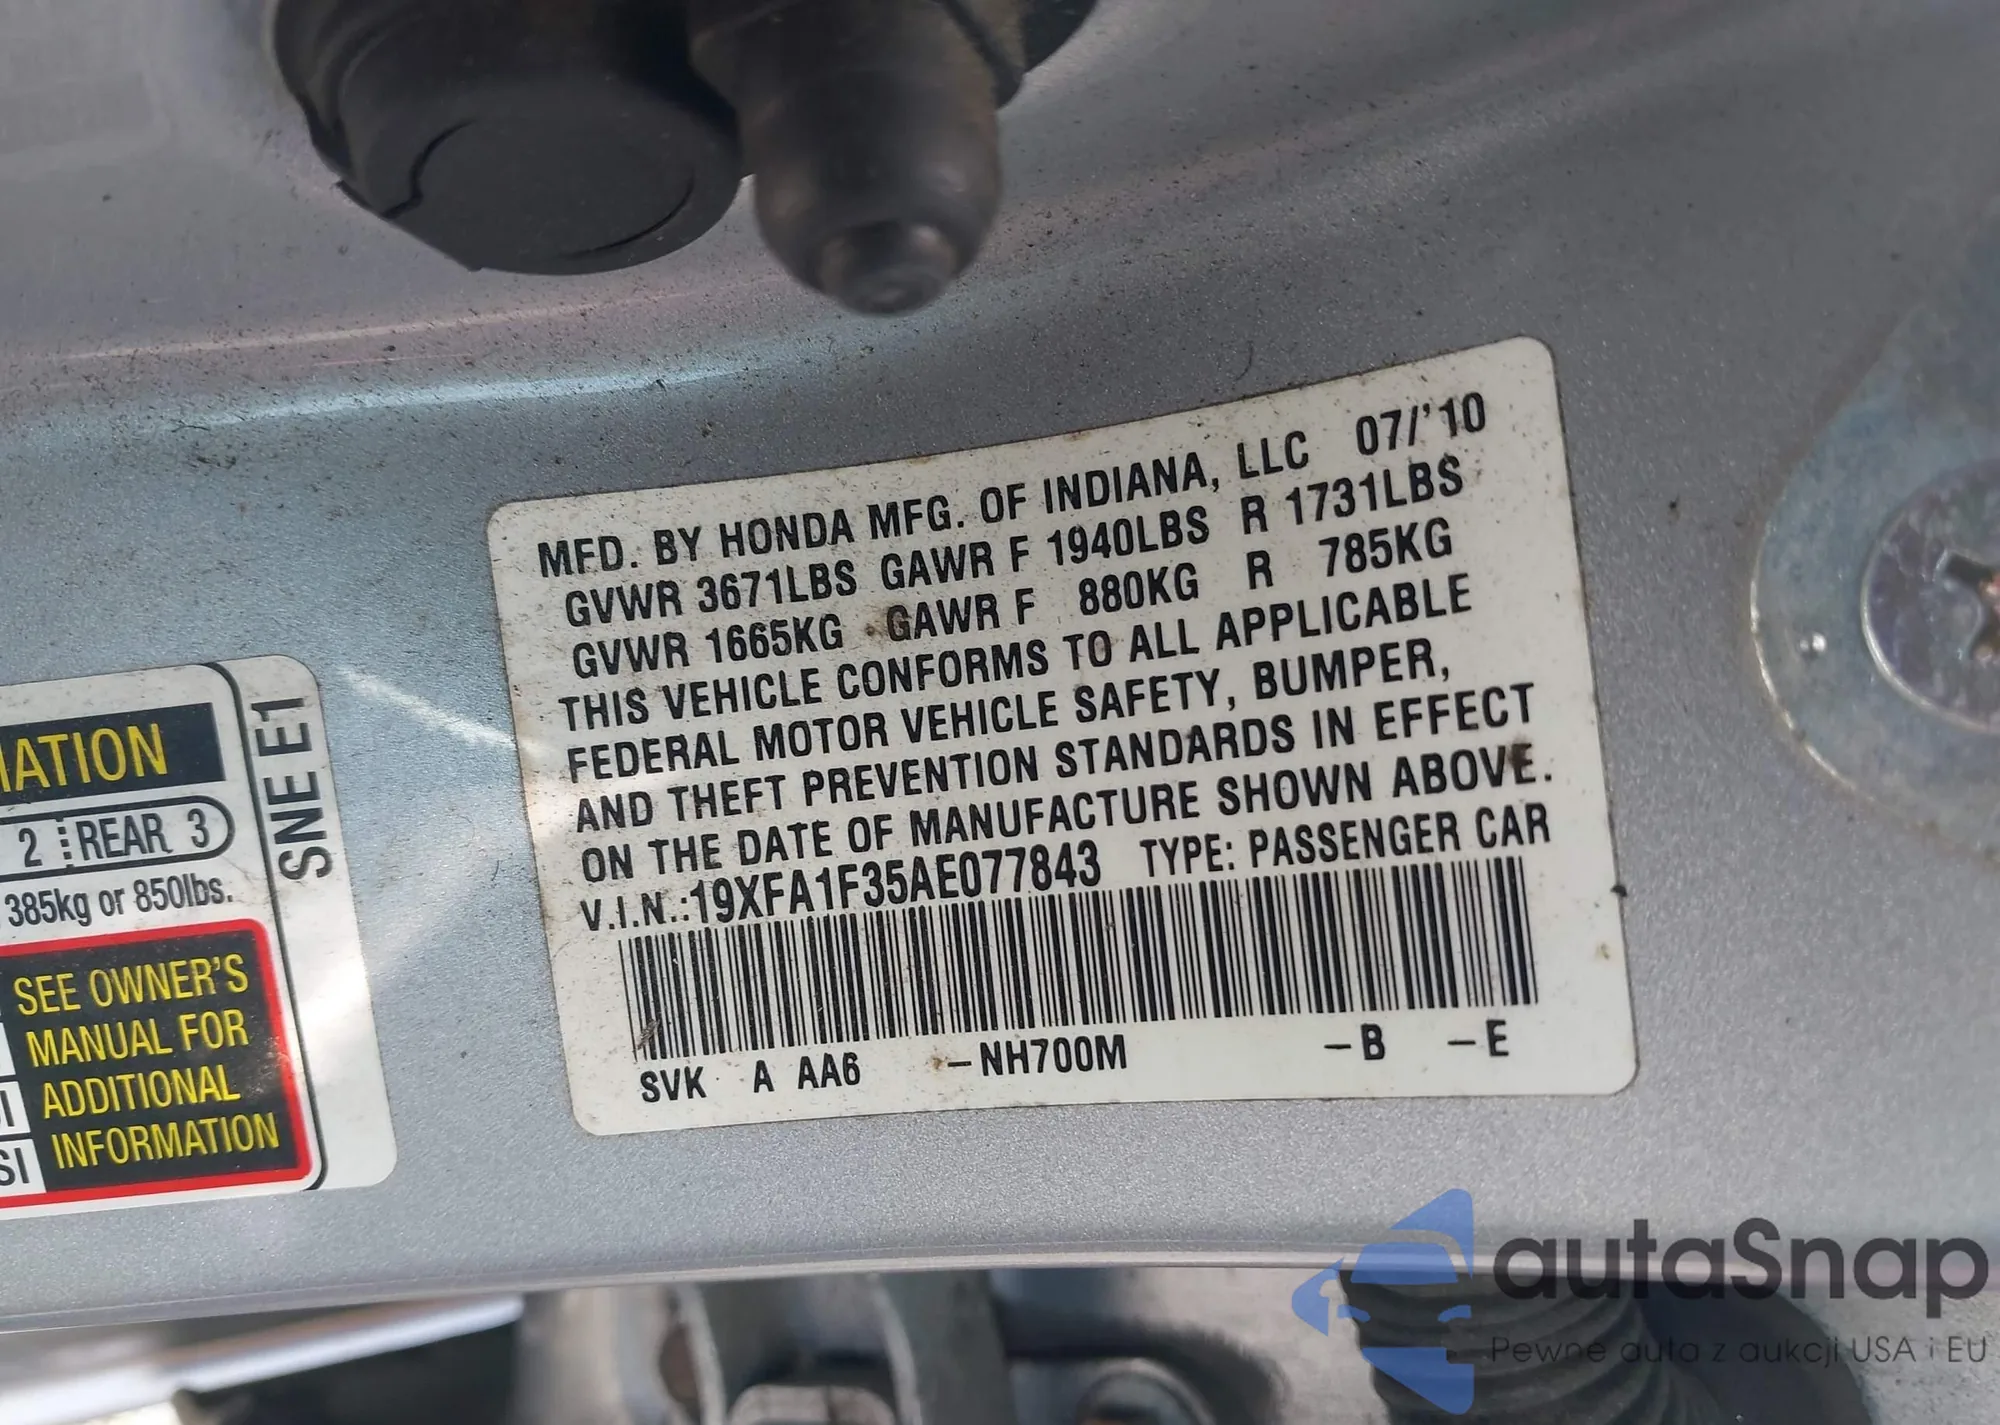 MFD. BY HONDA MFG. OF INDIANA, LLC 07/'10
GVWR 3671LBS GAWR F 1940LBS R 1731LBS
GVWR 1665KG GAWR F 880KG R 785KG
THIS VEHICLE CONFORMS TO ALL APPLICABLE
FEDERAL MOTOR VEHICLE SAFETY, BUMPER,
AND THEFT PREVENTION STANDARDS IN EFFECT
ON THE DATE OF MANUFACTURE SHOWN ABOVE.
V.I.N.:19XFA1F35AE077843 TYPE: PASSENGER CAR
SVK A AA6 -NH700M -B -E
SNE E1
2 REAR 3
385kg or 850lbs.
SEE OWNER'S
MANUAL FOR
ADDITIONAL
INFORMATION
autaSnap
Pewne auta z aukcji USA i EU